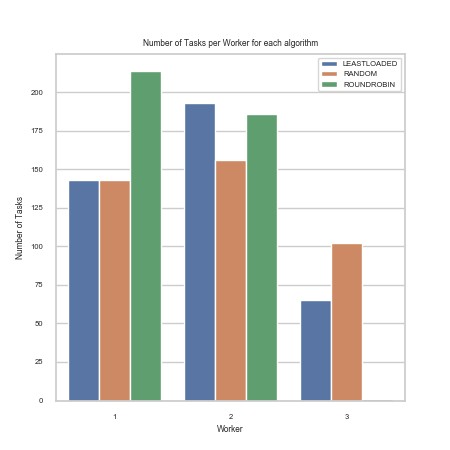 Number of Tasks per Worker for each algorithm
LEASTLOADED
RANDOM
ROUNDROBIN
200
175
150
125
100
75
50
25
0
Number of Tasks
1 2 3
Worker